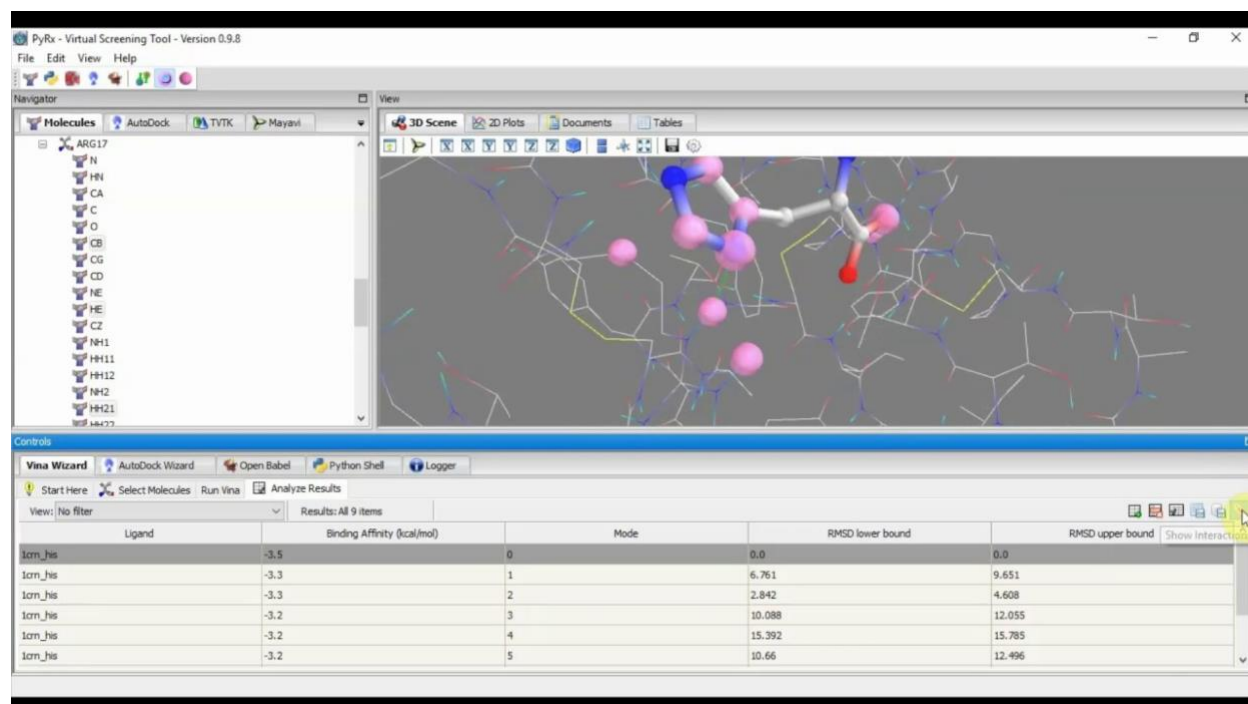 PyRx - Virtual Screening Tool - Version 0.9.8
File Edit View Help
Navigator
View
Molecules AutoDock TVTK Mayavi
3D Scene 2D Plots Documents Tables
ARG17
N
HN
CA
C
O
CB
CG
CD
NE
HE
CZ
NH1
HH11
HH12
NH2
HH21
HH22
Controls
Vina Wizard AutoDock Wizard Open Babel Python Shell Logger
Start Here Select Molecules Run Vina Analyze Results
View: No filter Results: All 9 items
Ligand Binding Affinity (kcal/mol) Mode RMSD lower bound RMSD upper bound
Show Interaction
1crn_his -3.5 0 0.0 0.0
1crn_his -3.3 1 6.761 9.651
1crn_his -3.3 2 2.842 4.608
1crn_his -3.2 3 10.088 12.055
1crn_his -3.2 4 15.392 15.785
1crn_his -3.2 5 10.66 12.496